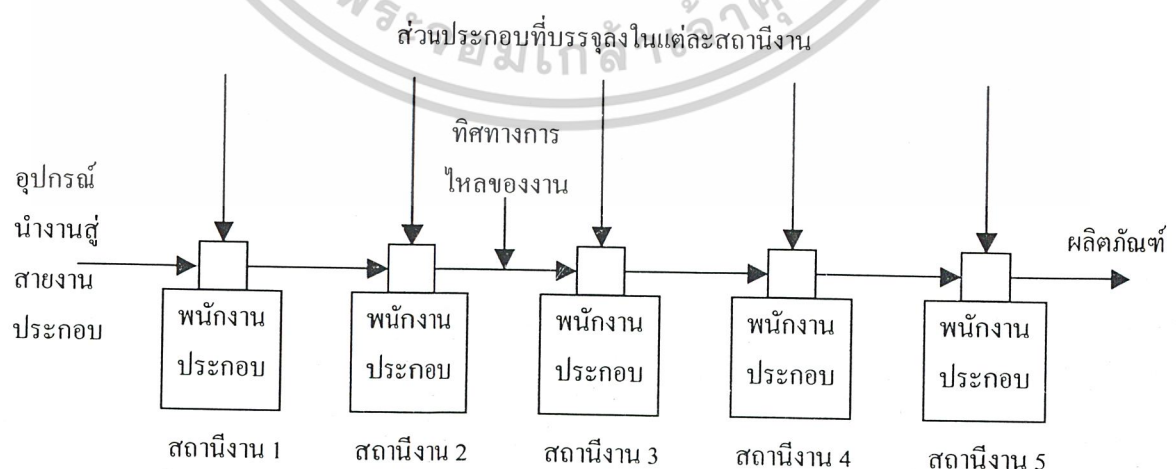 ส่วนประกอบที่บรรจุลงในแต่ละสถานีงาน
ทิศทางการ
ไหลของงาน
อุปกรณ์
นำงานสู่
สายงาน
ประกอบ
ผลิตภัณฑ์
พนักงาน
ประกอบ
พนักงาน
ประกอบ
พนักงาน
ประกอบ
พนักงาน
ประกอบ
พนักงาน
ประกอบ
สถานีงาน 1
สถานีงาน 2
สถานีงาน 3
สถานีงาน 4
สถานีงาน 5